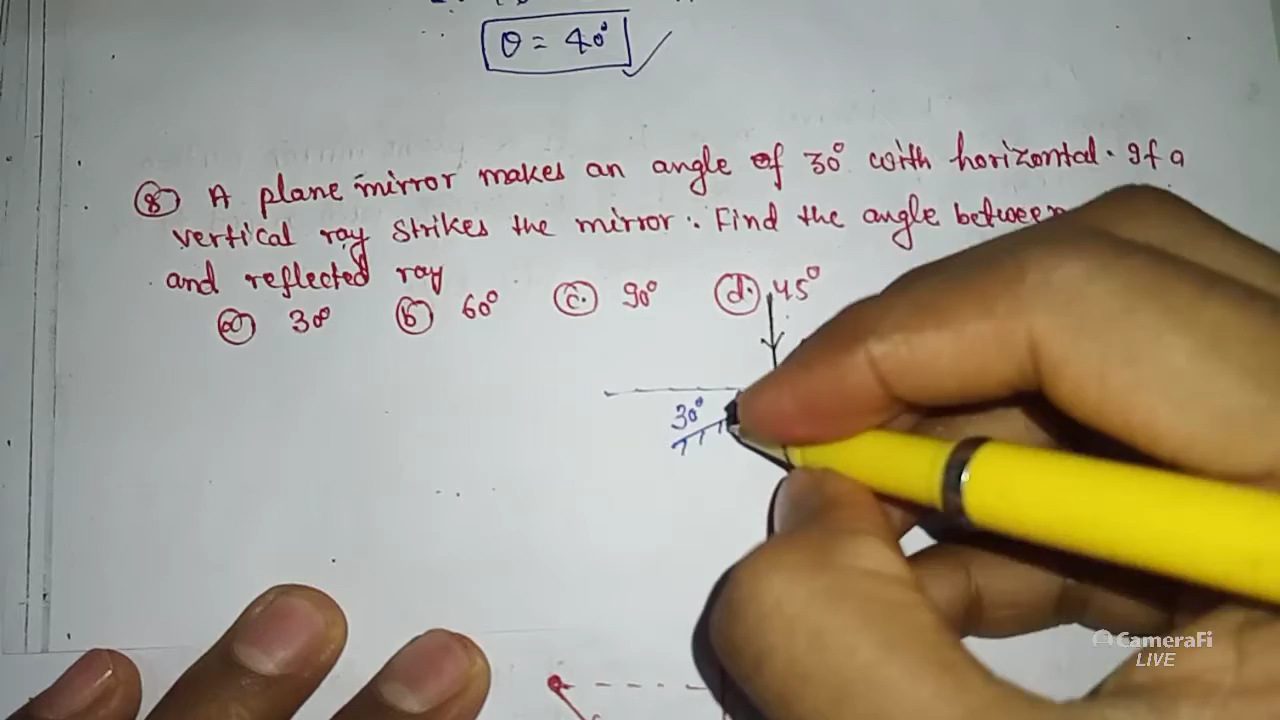 θ = 40°
⑧ A plane mirror makes an angle of 30° with horizontal. If a
vertical ray strikes the mirror. Find the angle between
and reflected ray
ⓐ 30° ⓑ 60° ⓒ 90° ⓓ 45°
30°
CameraFi
LIVE